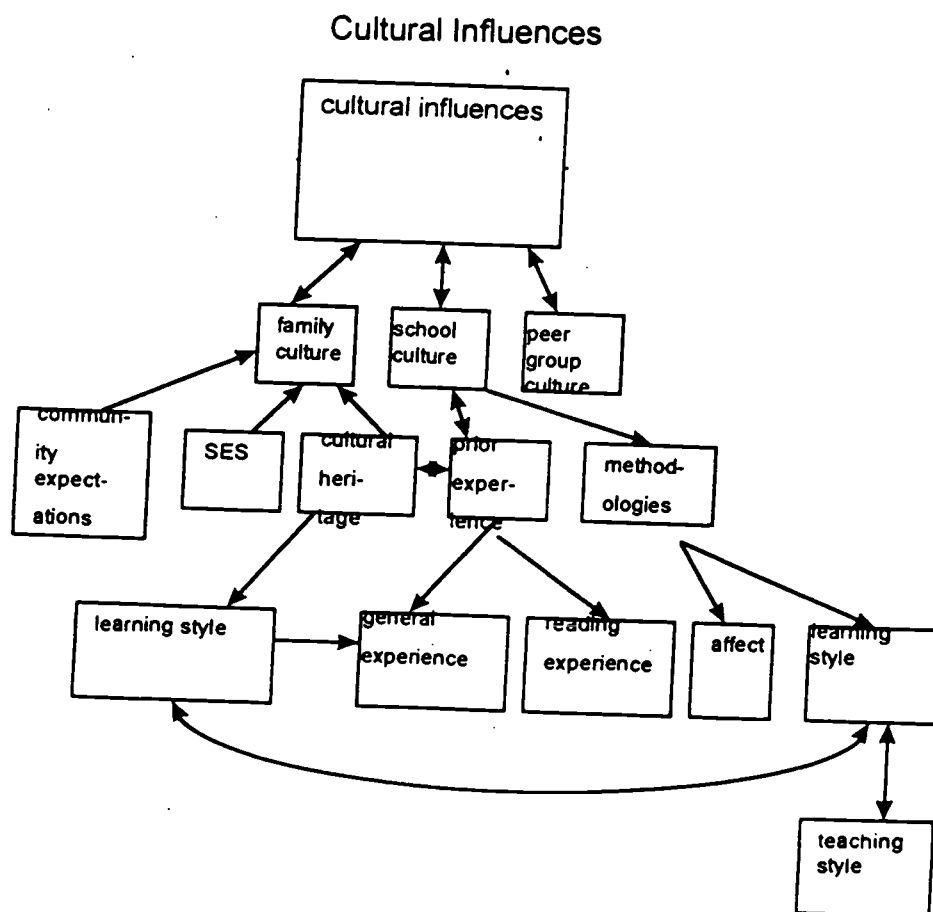 Cultural Influences
cultural influences
family
culture
school
culture
peer
group
culture
commun-
ity
expect-
ations
SES
cultural
heri-
tage
prior
exper-
ience
method-
ologies
learning style
general
experience
reading
experience
affect
learning
style
teaching
style